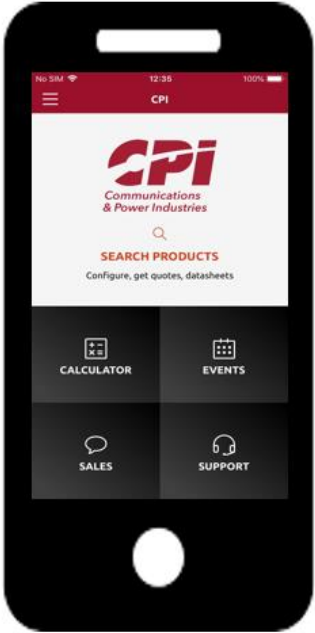 No SIM 12:35 100%
CPI
CPI
Communications
& Power Industries
SEARCH PRODUCTS
Configure, get quotes, datasheets
CALCULATOR EVENTS
SALES SUPPORT